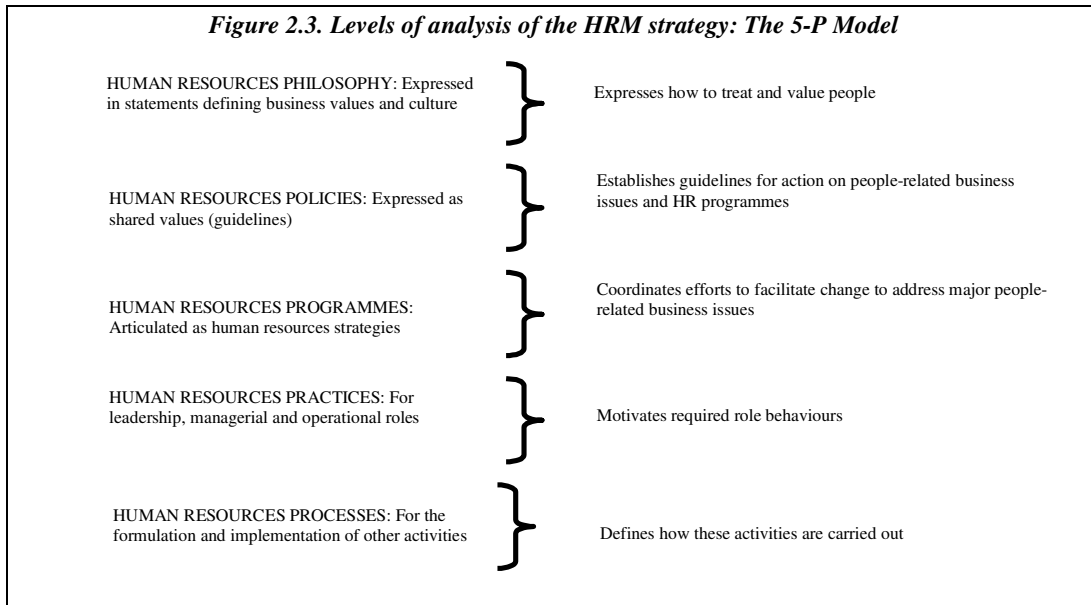 Figure 2.3. Levels of analysis of the HRM strategy: The 5-P Model
HUMAN RESOURCES PHILOSOPHY: Expressed
in statements defining business values and culture
Expresses how to treat and value people
HUMAN RESOURCES POLICIES: Expressed as
shared values (guidelines)
Establishes guidelines for action on people-related business
issues and HR programmes
HUMAN RESOURCES PROGRAMMES:
Articulated as human resources strategies
Coordinates efforts to facilitate change to address major people-
related business issues
HUMAN RESOURCES PRACTICES: For
leadership, managerial and operational roles
Motivates required role behaviours
HUMAN RESOURCES PROCESSES: For the
formulation and implementation of other activities
Defines how these activities are carried out